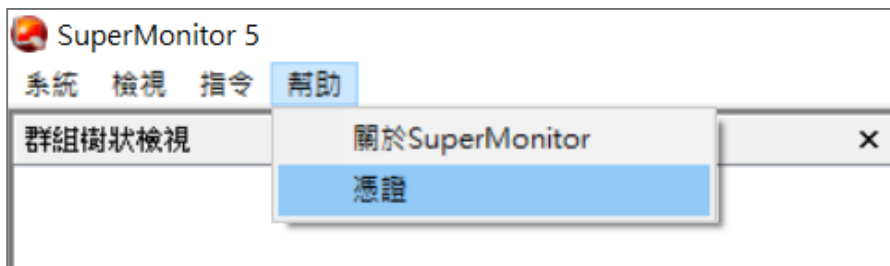 SuperMonitor 5
系統 檢視 指令 幫助
群組樹狀檢視
關於SuperMonitor
憑證